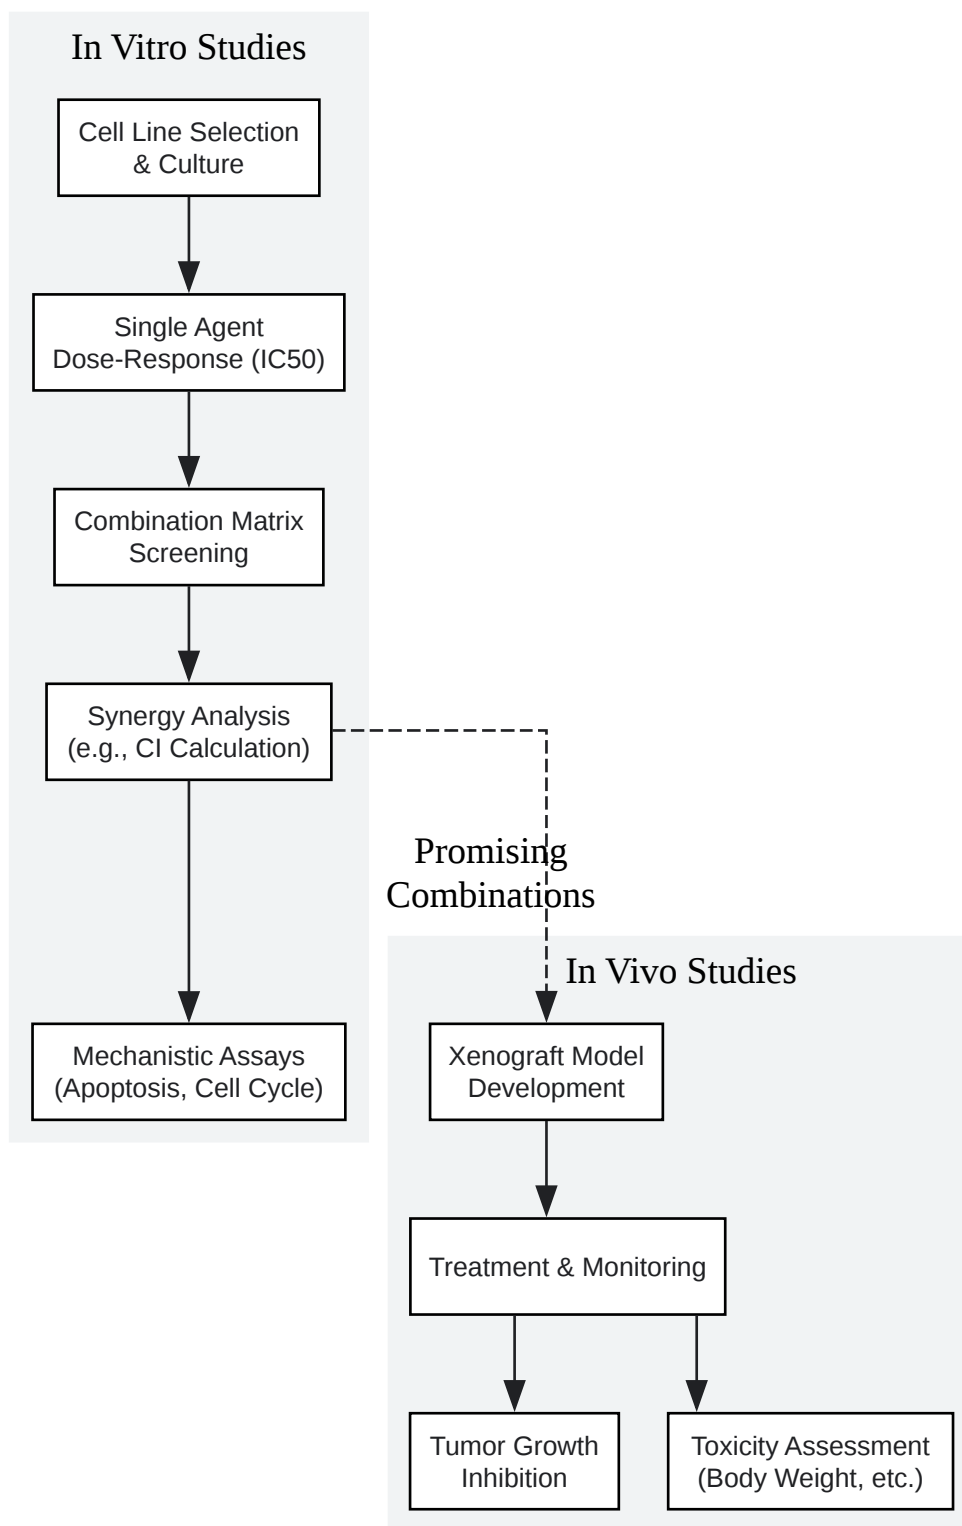 In Vitro Studies
Cell Line Selection
& Culture
Single Agent
Dose-Response (IC50)
Combination Matrix
Screening
Synergy Analysis
(e.g., CI Calculation)
Promising
Combinations
In Vivo Studies
Mechanistic Assays
(Apoptosis, Cell Cycle)
Xenograft Model
Development
Treatment & Monitoring
Tumor Growth
Inhibition
Toxicity Assessment
(Body Weight, etc.)